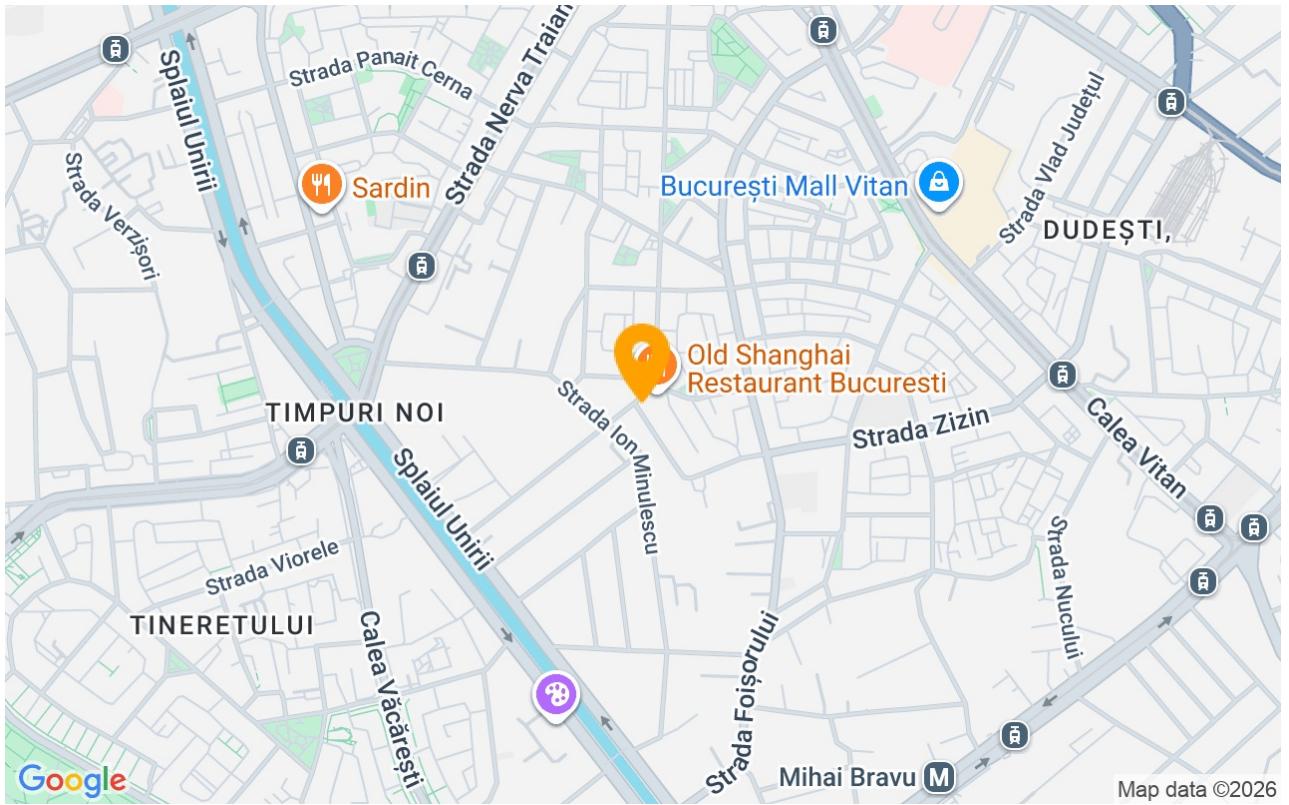 Strada Panait Cerna
Strada Nerva Traian
Splaiul Unirii
Strada Verzișori
Sardin
București Mall Vitan
Strada Vlad Județul
DUDEȘTI,
Old Shanghai
Restaurant Bucuresti
TIMPURI NOI
Strada Ion Minulescu
Strada Zizin
Calea Vitan
Splaiul Unirii
Strada Viorele
Strada Nucului
TINERETULUI
Calea Văcărești
Strada Foișorului
Mihai Bravu M
Google
Map data ©2026